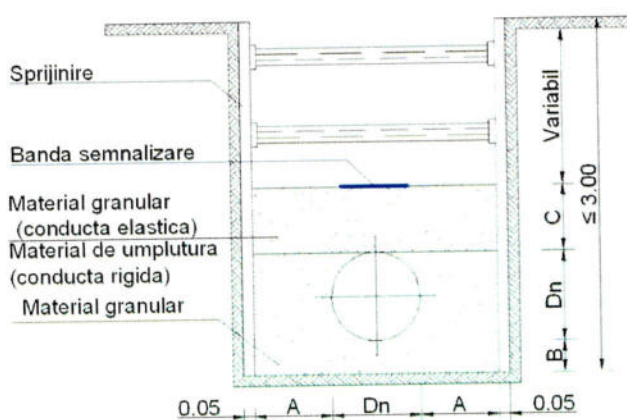 Sprijinire
Banda semnalizare
Material granular
(conducta elastica)
Material de umplutura
(conducta rigida)
Material granular
Variabil
C
Dn
B
≤ 3.00
0.05
A
Dn
A
0.05